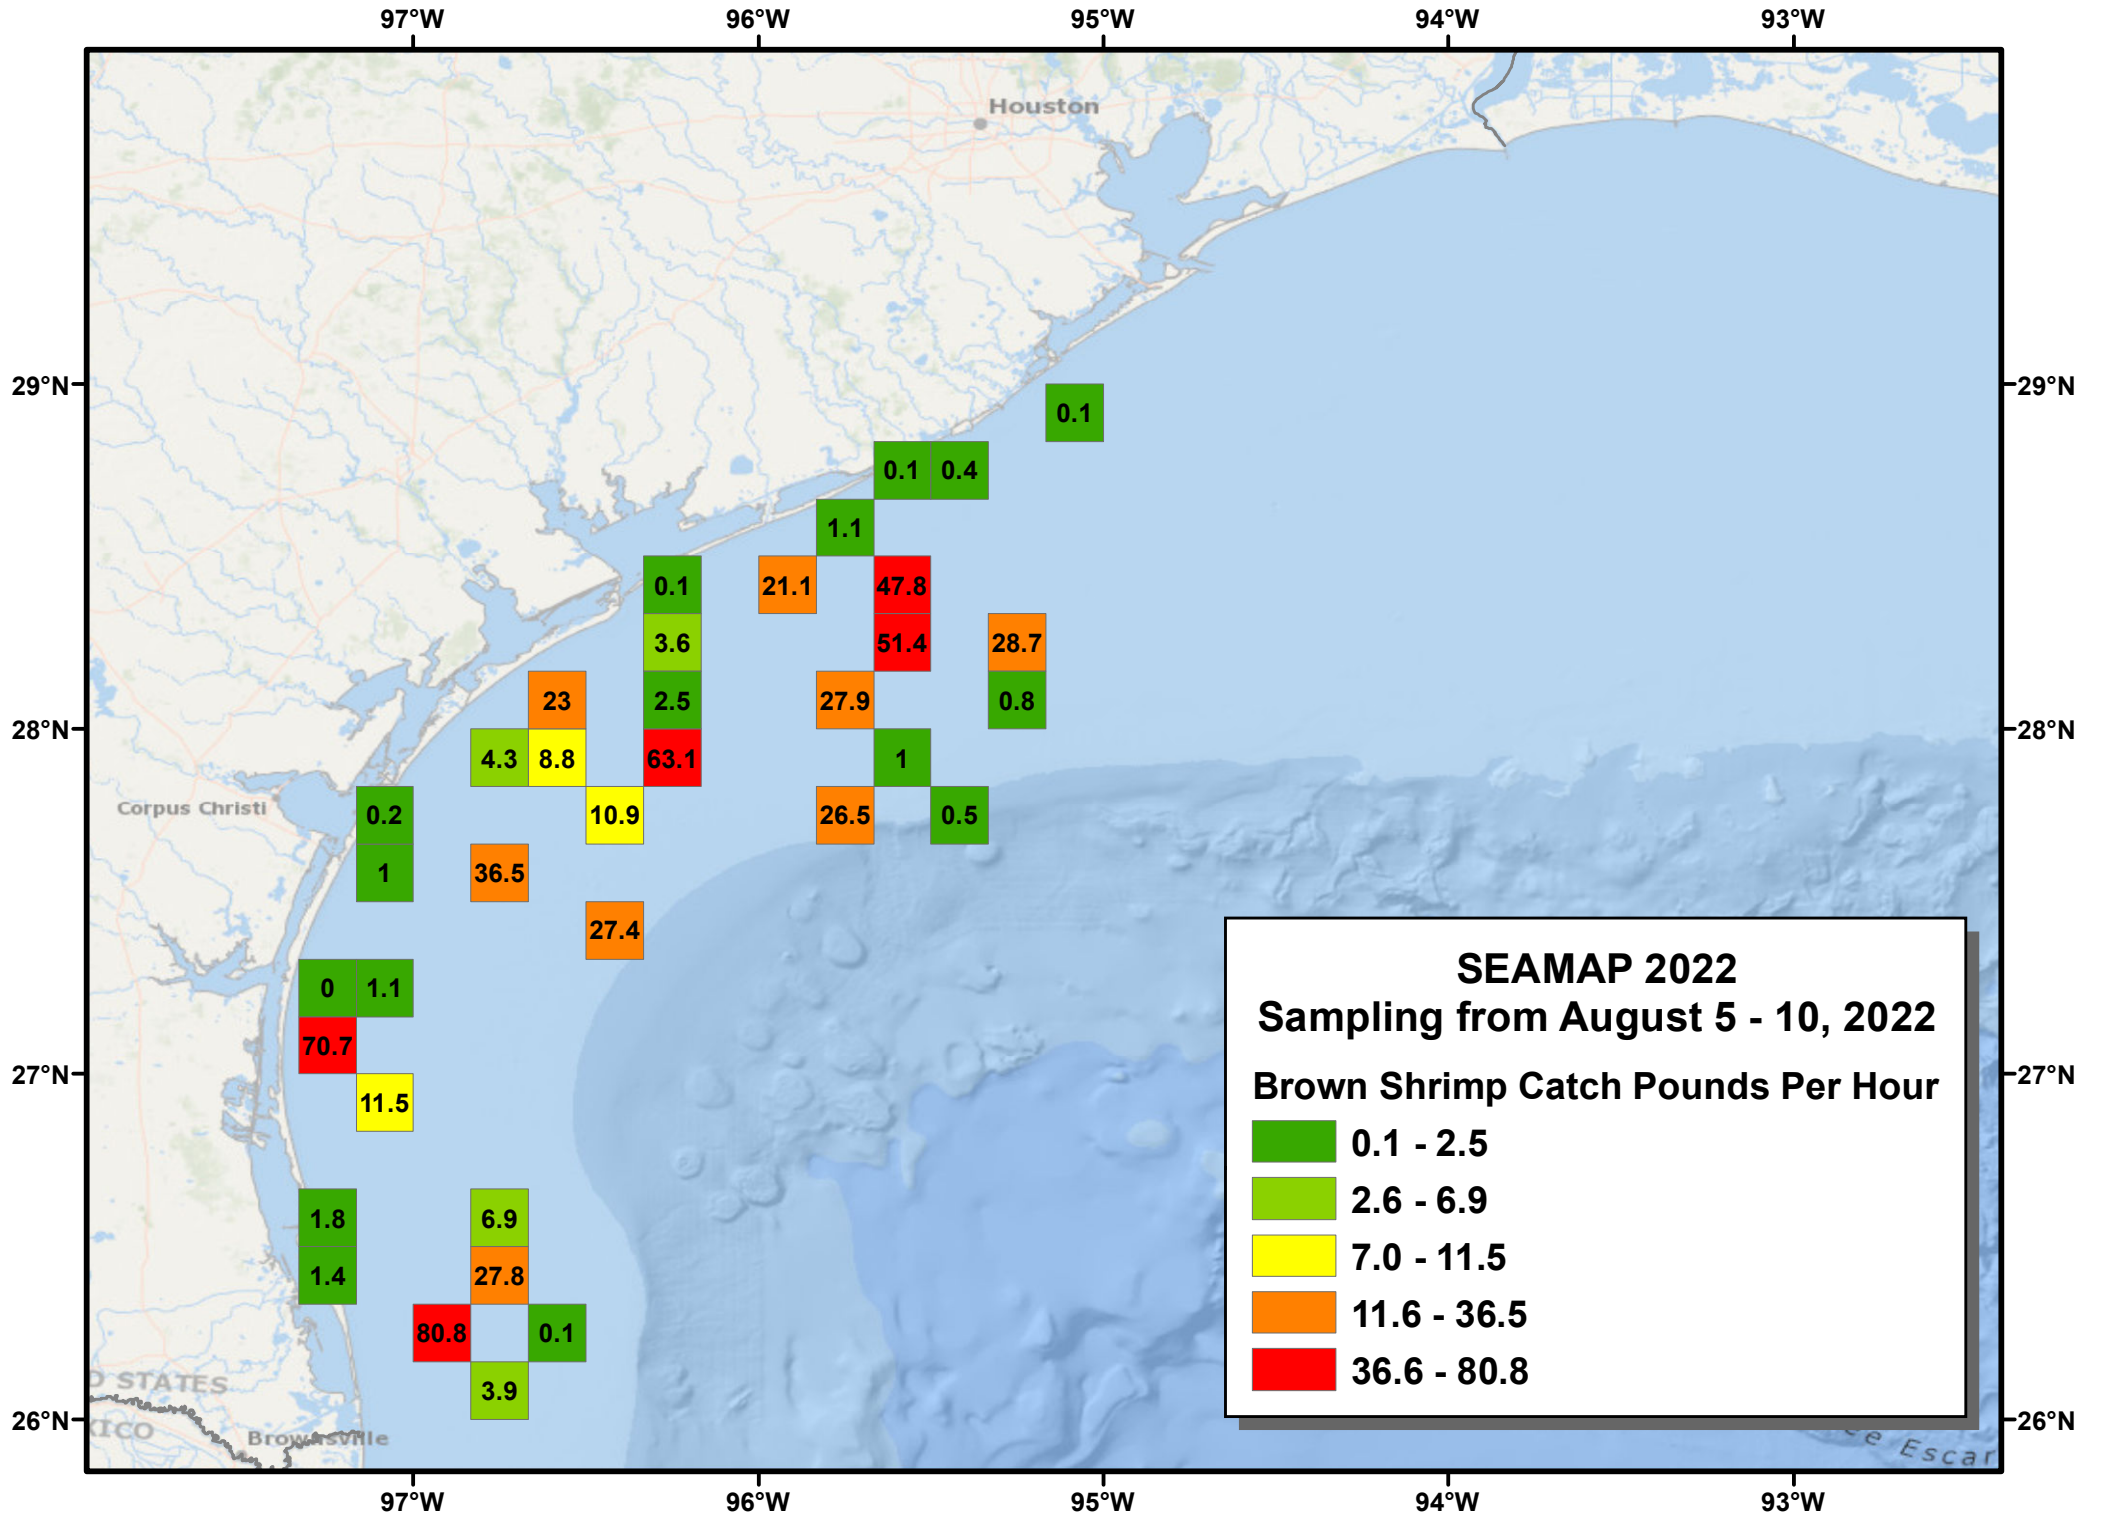 97°W 96°W 95°W 94°W 93°W
Houston
29°N 29°N
0.1
0.1 0.4
1.1
0.1 21.1 47.8
3.6 51.4 28.7
23 2.5 27.9 0.8
28°N 28°N
4.3 8.8 63.1 1
Corpus Christi 0.2 10.9 26.5 0.5
1 36.5
27.4
0 1.1
70.7
27°N 27°N
11.5
1.8 6.9
1.4 27.8
80.8 0.1
3.9
D STATES
XICO
Brownsville
26°N 26°N
SEAMAP 2022
Sampling from August 5 - 10, 2022
Brown Shrimp Catch Pounds Per Hour
0.1 - 2.5
2.6 - 6.9
7.0 - 11.5
11.6 - 36.5
36.6 - 80.8
ee Escar
97°W 96°W 95°W 94°W 93°W